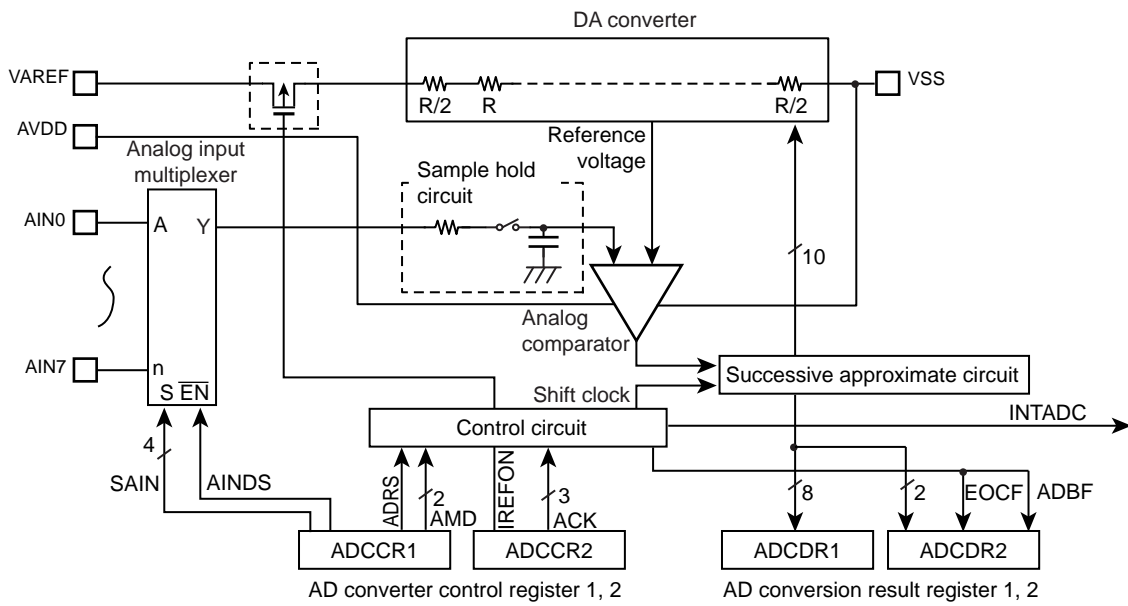 DA converter
VAREF
R/2
R
R/2
VSS
AVDD
Analog input
multiplexer
Reference
voltage
Sample hold
circuit
AIN0
A
Y
10
AIN7
n
S
EN
Analog
comparator
Successive approximate circuit
Shift clock
INTADC
Control circuit
4
SAIN
AINDS
ADRS
2
AMD
IREFON
3
ACK
8
2
EOCF
ADBF
ADCCR1
ADCCR2
ADCDR1
ADCDR2
AD converter control register 1, 2
AD conversion result register 1, 2